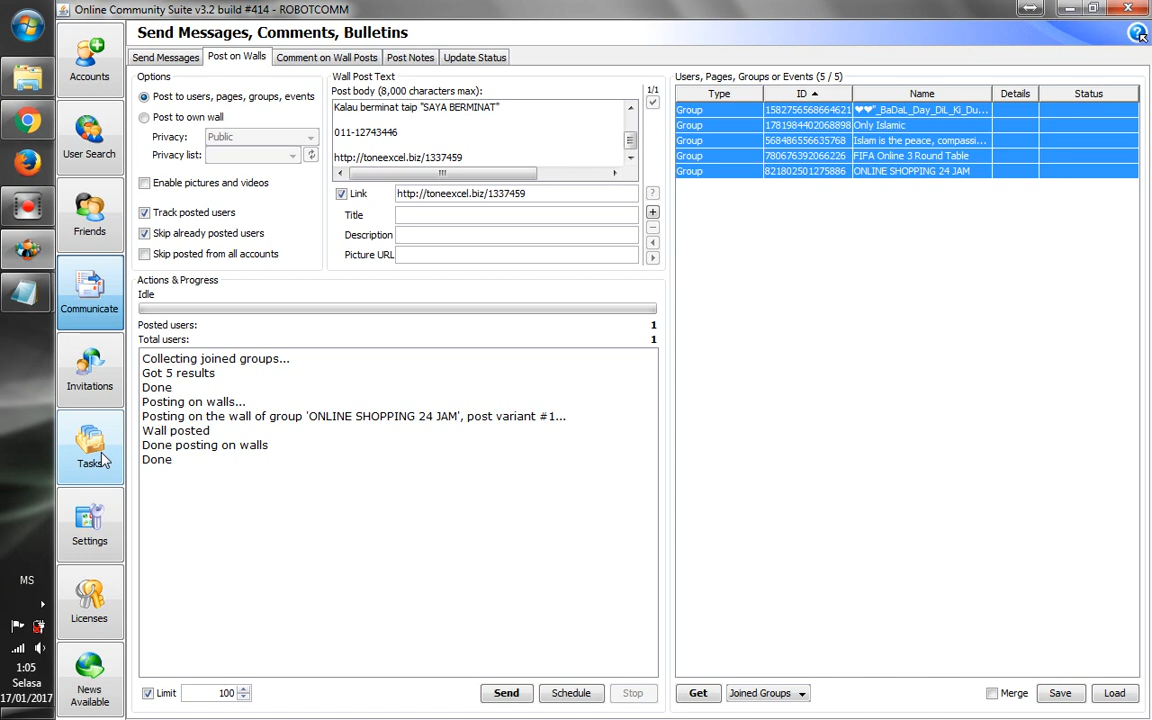 Online Community Suite v3.2 build #414 - ROBOTCOMM
Send Messages, Comments, Bulletins
Send Messages
Post on Walls
Comment on Wall Posts
Post Notes
Update Status
Accounts
User Search
Friends
Communicate
Invitations
Tasks
Settings
Licenses
News
Available
MS
1:05
Selasa
17/01/2017
Options
Post to users, pages, groups, events
Post to own wall
Privacy: Public
Privacy list:
Enable pictures and videos
Track posted users
Skip already posted users
Skip posted from all accounts
Wall Post Text
Post body (8,000 characters max): 1/1
Kalau berminat taip "SAYA BERMINAT"
011-12743446
http://toneexcel.biz/1337459
Link http://toneexcel.biz/1337459 ?
Title
Description
Picture URL
Actions & Progress
Idle
Posted users: 1
Total users: 1
Collecting joined groups...
Got 5 results
Done
Posting on walls...
Posting on the wall of group 'ONLINE SHOPPING 24 JAM', post variant #1...
Wall posted
Done posting on walls
Done
Limit 100 Send Schedule Stop
Users, Pages, Groups or Events (5 / 5)
Type ID Name Details Status
Group 1582756568664621 ❤❤"_BaDaL_Day_DiL_Ki_Du...
Group 1781984402068898 Only Islamic
Group 568486556635768 Islam is the peace, compassi...
Group 780676392066226 FIFA Online 3 Round Table
Group 821802501275886 ONLINE SHOPPING 24 JAM
Get Joined Groups Merge Save Load